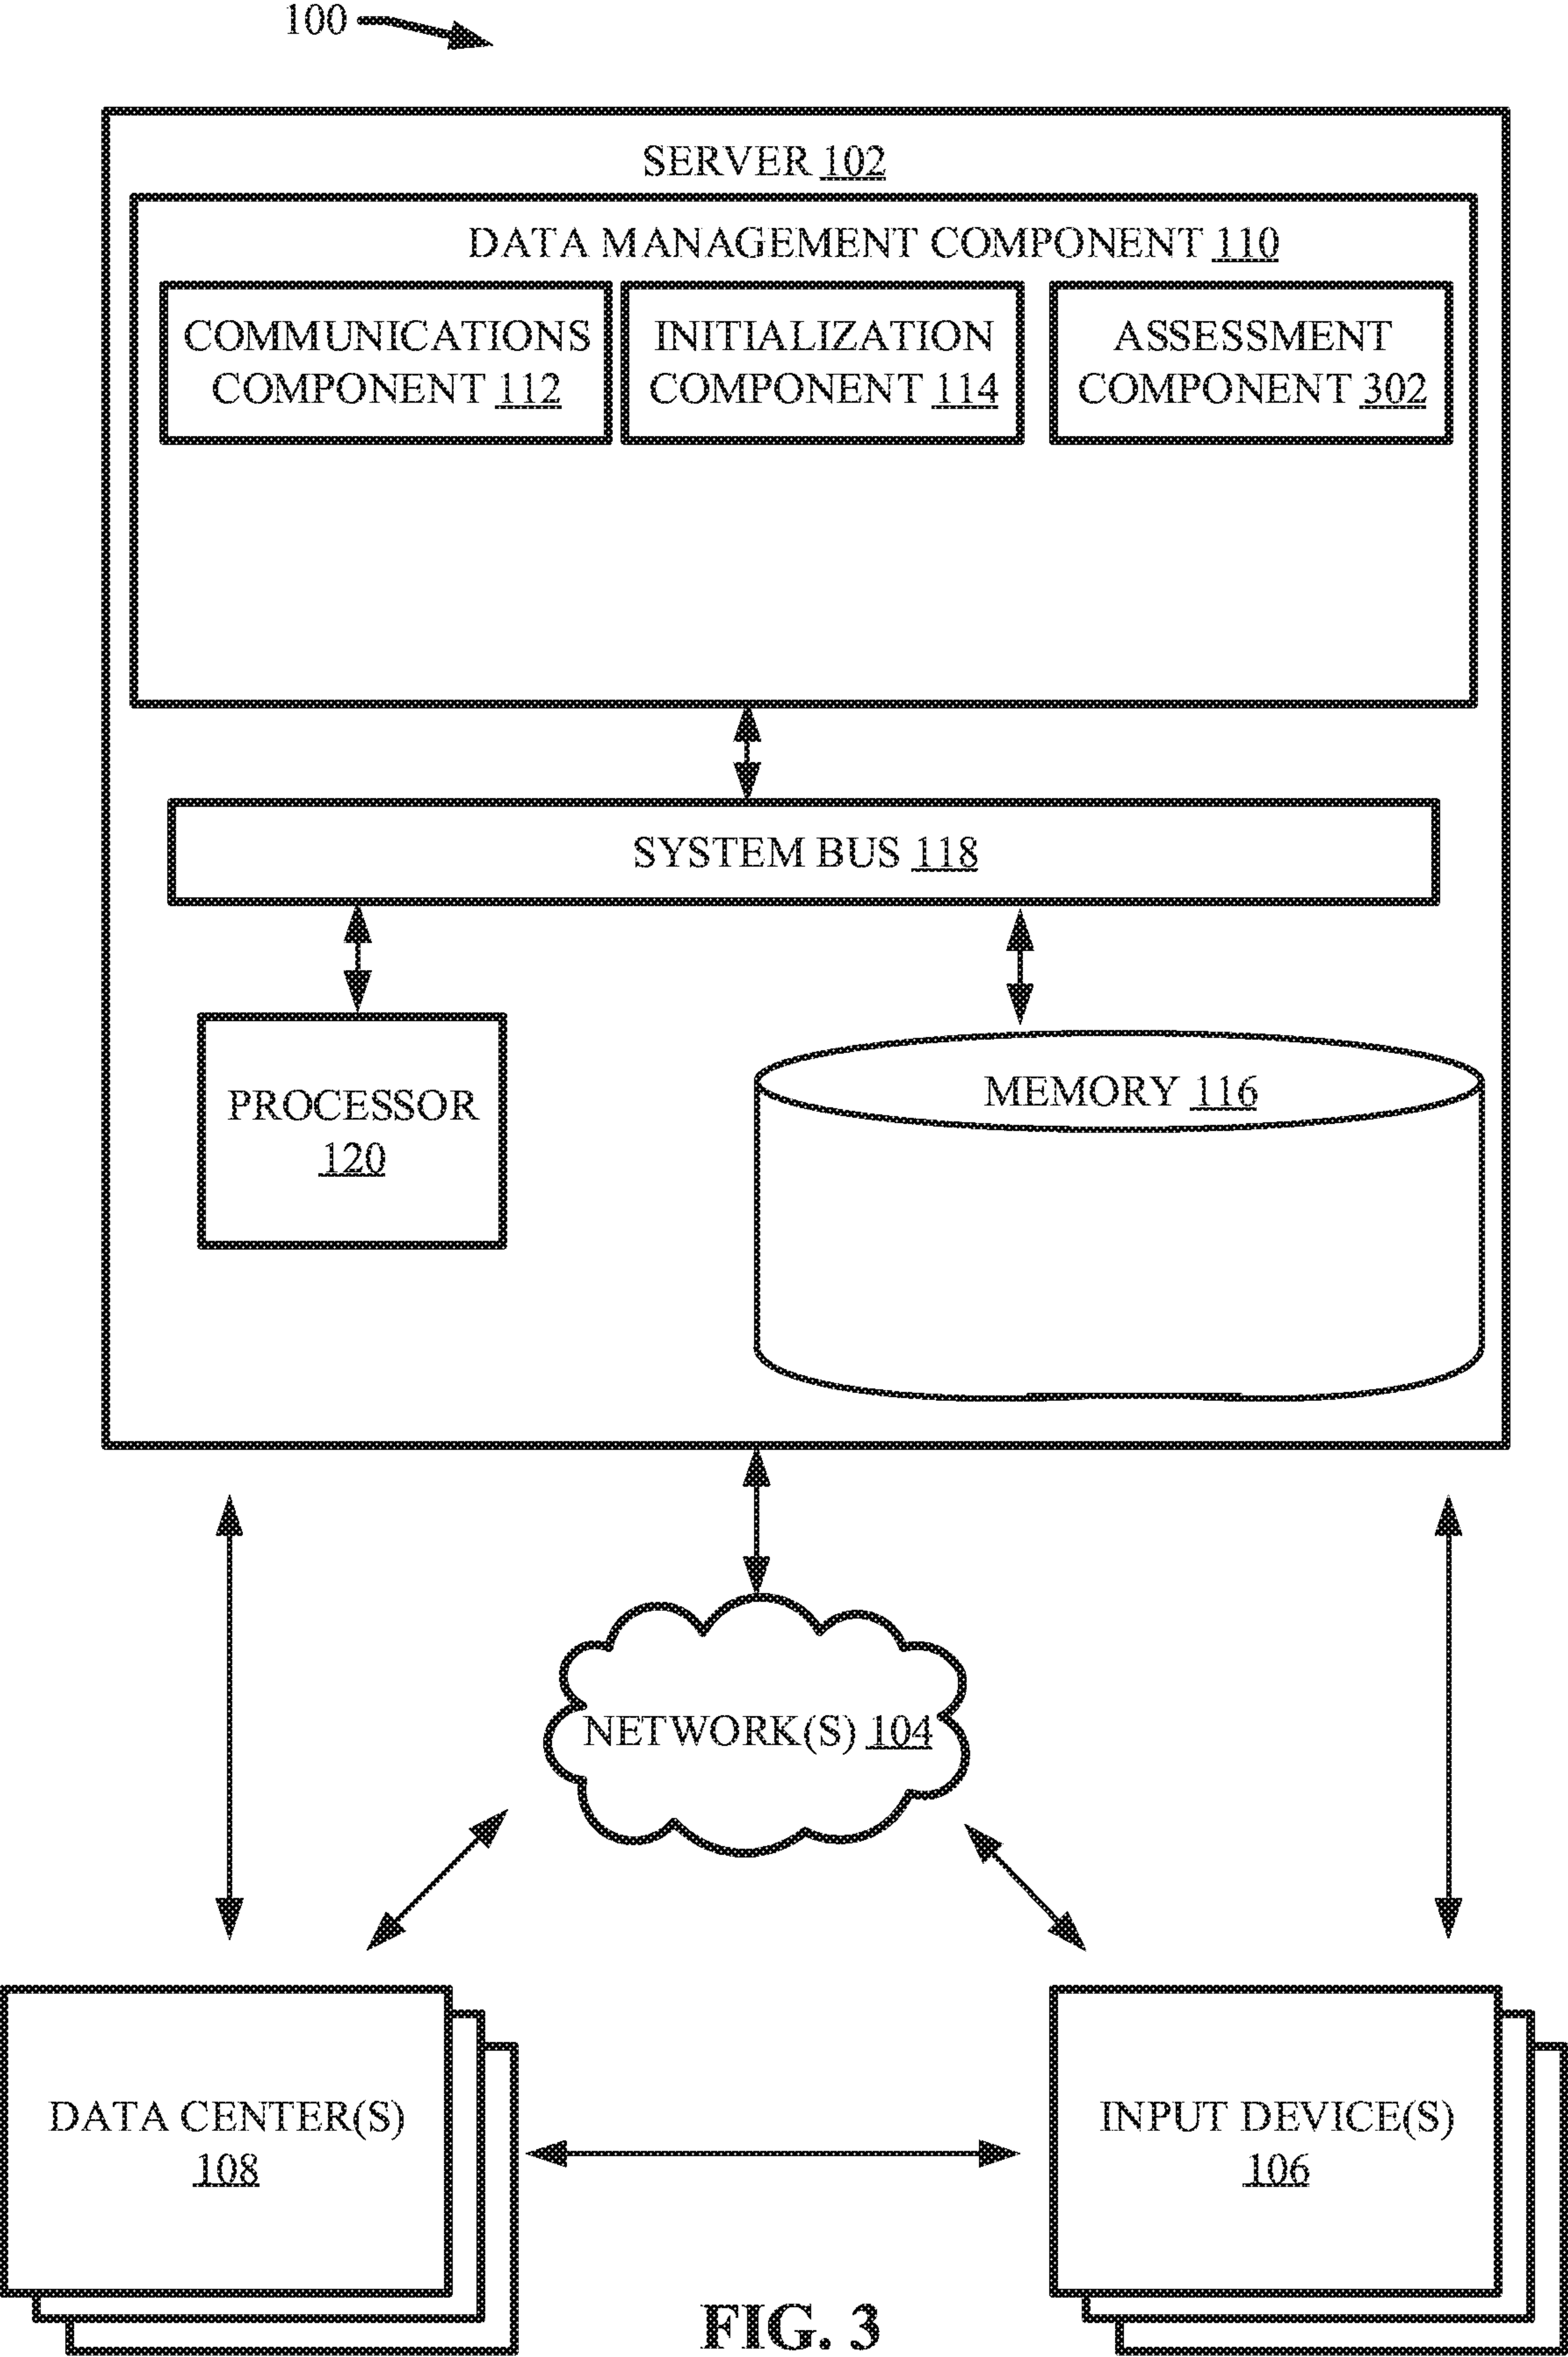 100
SERVER 102
DATA MANAGEMENT COMPONENT 110
COMMUNICATIONS
COMPONENT 112
INITIALIZATION
COMPONENT 114
ASSESSMENT
COMPONENT 302
SYSTEM BUS 118
PROCESSOR
120
MEMORY 116
NETWORK(S) 104
DATA CENTER(S)
108
INPUT DEVICE(S)
106
FIG. 3